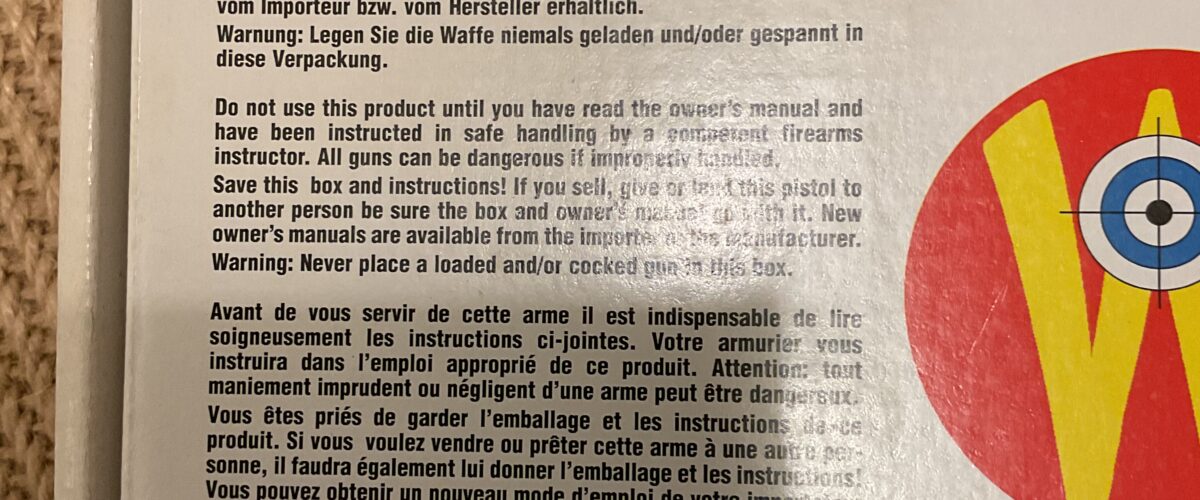 vom Importeur bzw. vom Hersteller erhältlich.
Warnung: Legen Sie die Waffe niemals geladen und/oder gespannt in
diese Verpackung.
Do not use this product until you have read the owner's manual and
have been instructed in safe handling by a competent firearms
instructor. All guns can be dangerous if improperly handled.
Save this box and instructions! If you sell, give or lend this pistol to
another person be sure the box and owner's manual go with it. New
owner's manuals are available from the importer or the manufacturer.
Warning: Never place a loaded and/or cocked gun in this box.
Avant de vous servir de cette arme il est indispensable de lire
soigneusement les instructions ci-jointes. Votre armurier vous
instruira dans l'emploi approprié de ce produit. Attention: tout
maniement imprudent ou négligent d'une arme peut être dangereux.
Vous êtes priés de garder l'emballage et les instructions de ce
produit. Si vous voulez vendre ou prêter cette arme à une autre per-
sonne, il faudra également lui donner l'emballage et les instructions!
Vous pouvez obtenir un nouveau mode d'emploi de votre
W